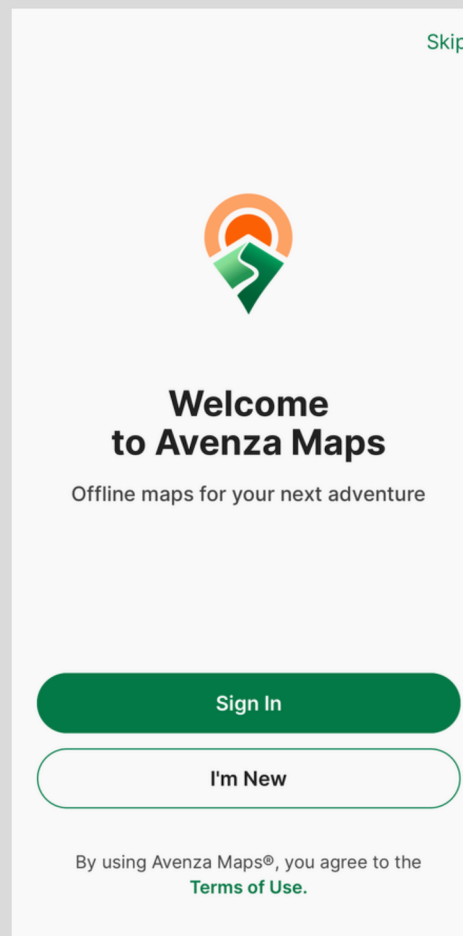 Skip
Welcome
to Avenza Maps
Offline maps for your next adventure
Sign In
I'm New
By using Avenza Maps®, you agree to the
Terms of Use.